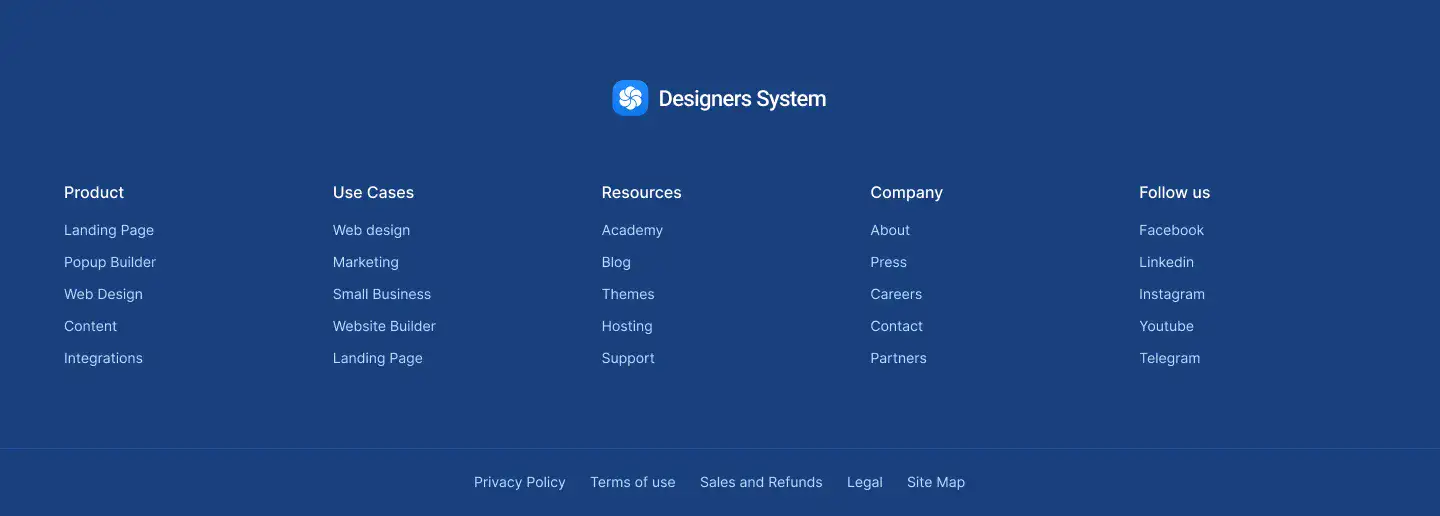 Designers System
Product
Landing Page
Popup Builder
Web Design
Content
Integrations
Use Cases
Web design
Marketing
Small Business
Website Builder
Landing Page
Resources
Academy
Blog
Themes
Hosting
Support
Company
About
Press
Careers
Contact
Partners
Follow us
Facebook
Linkedin
Instagram
Youtube
Telegram
Privacy Policy Terms of use Sales and Refunds Legal Site Map